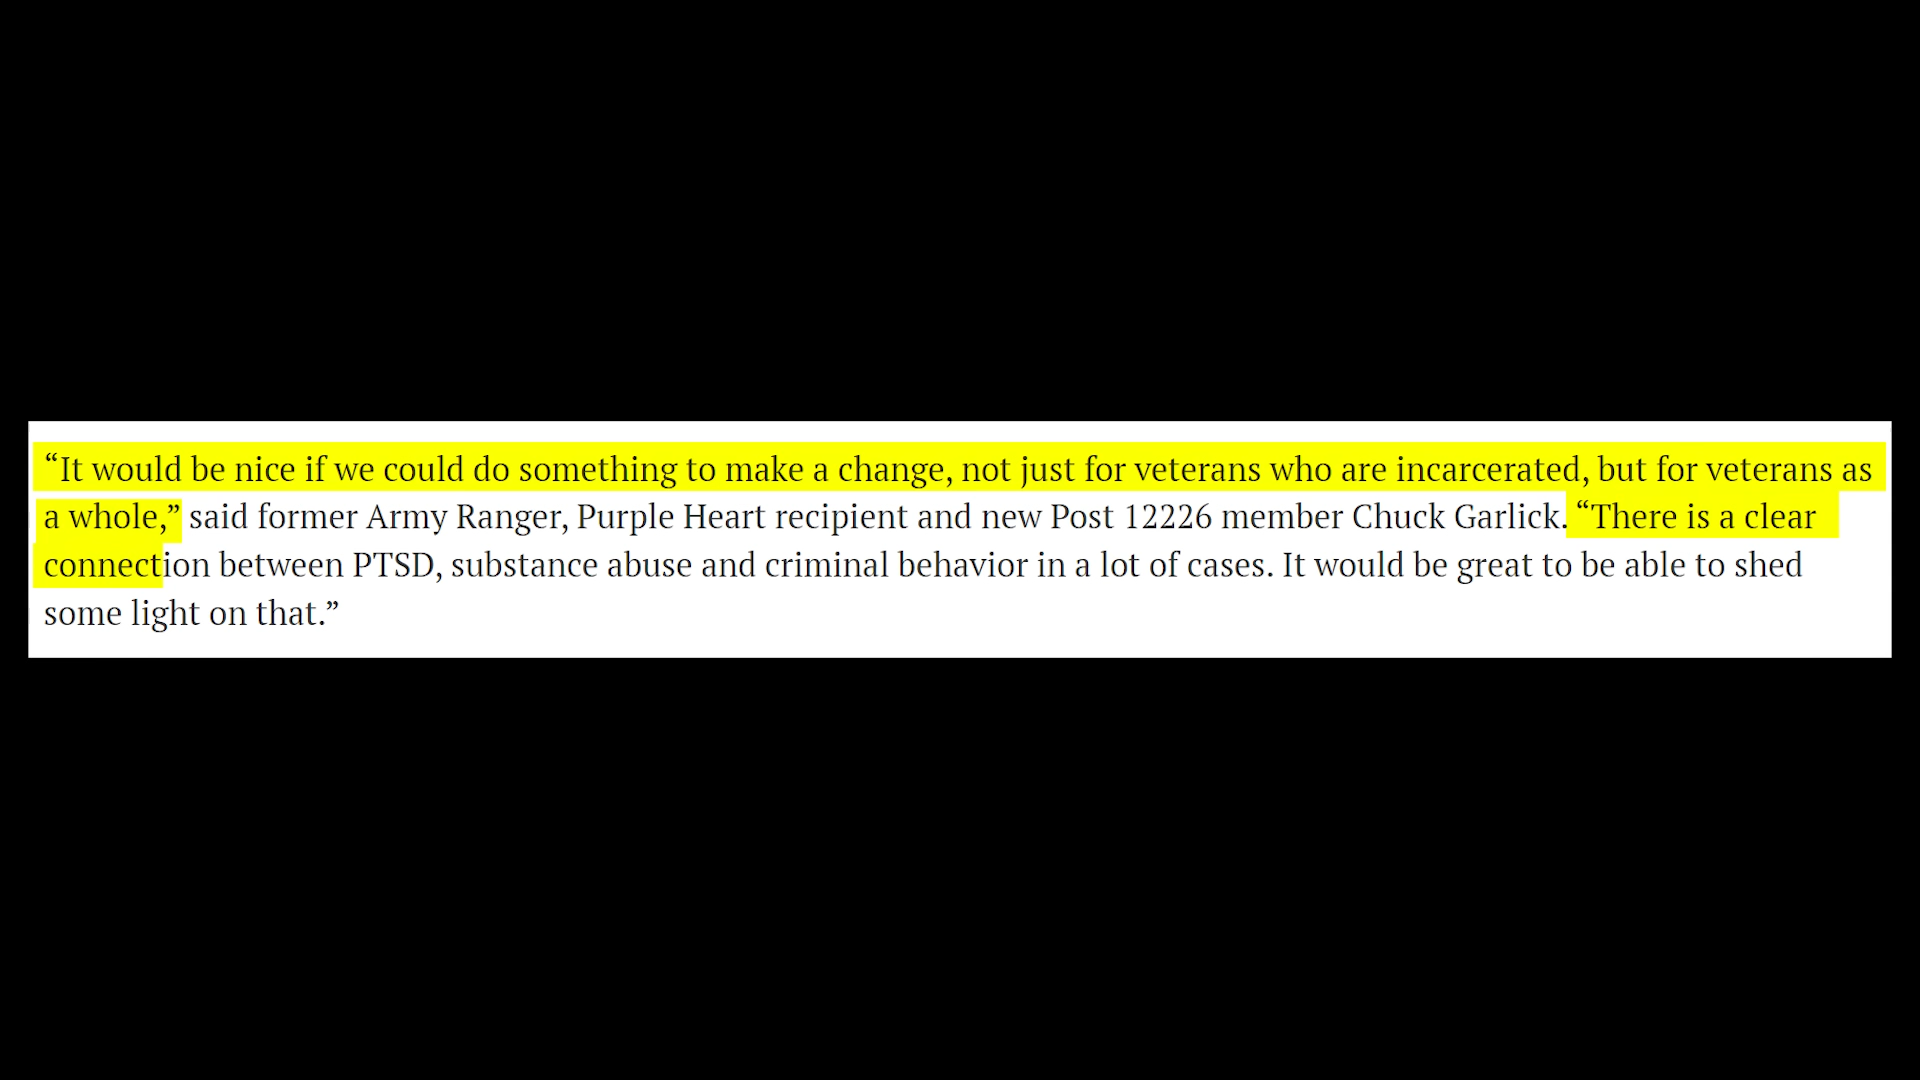 “It would be nice if we could do something to make a change, not just for veterans who are incarcerated, but for veterans as
a whole,” said former Army Ranger, Purple Heart recipient and new Post 12226 member Chuck Garlick. “There is a clear
connection between PTSD, substance abuse and criminal behavior in a lot of cases. It would be great to be able to shed
some light on that.”